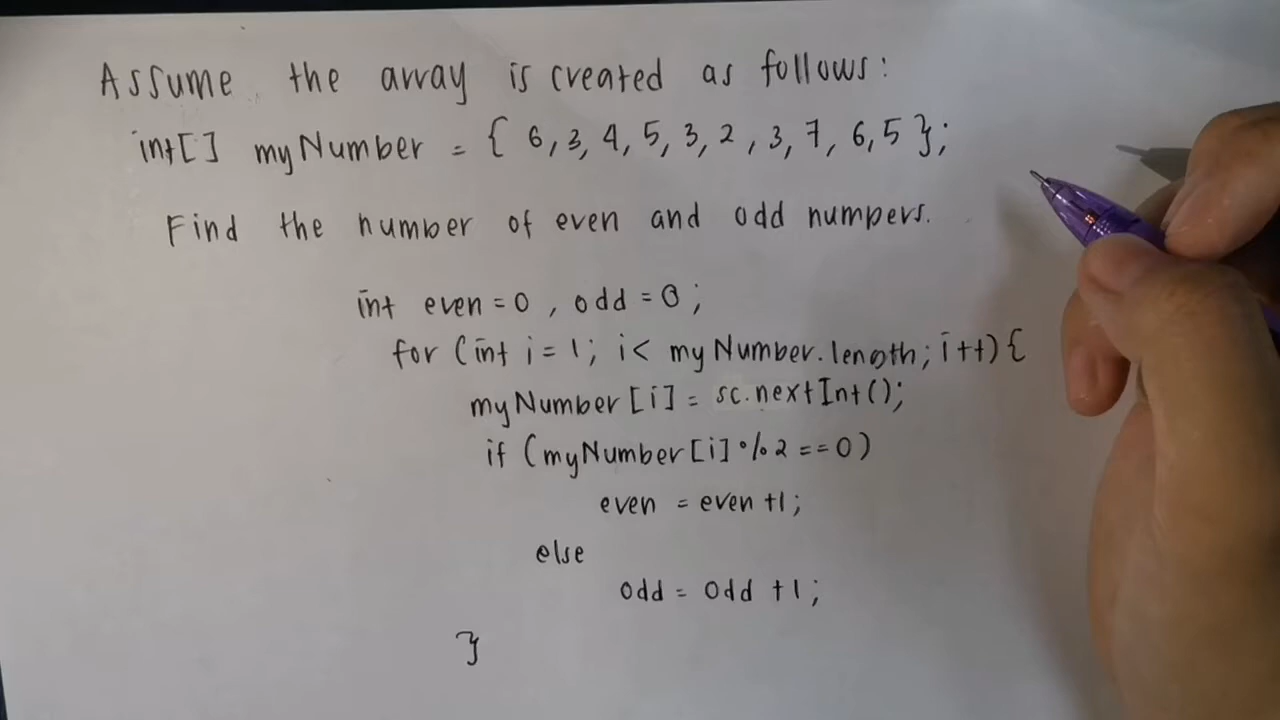 Assume the array is created as follows:
int[] myNumber = { 6, 3, 4, 5, 3, 2, 3, 7, 6, 5 };
Find the number of even and odd numpers.
int even = 0 , odd = 0 ;
for (int i = 1; i < myNumber.length; i++) {
myNumber [i] = sc.nextInt();
if (myNumber [i] % 2 == 0)
even = even +1 ;
else
odd = odd +1 ;
}